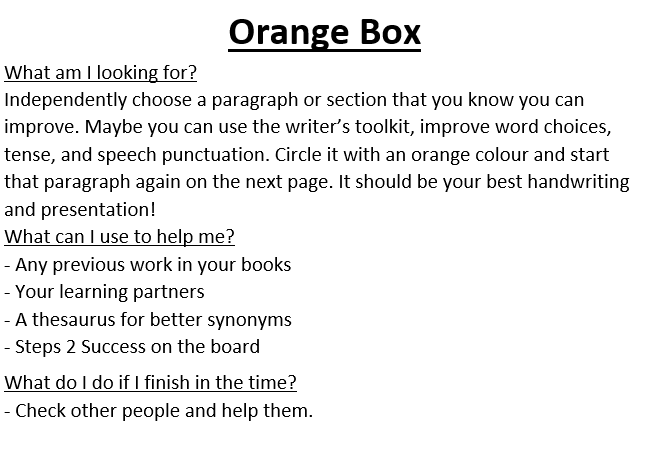 Orange Box
What am I looking for?
Independently choose a paragraph or section that you know you can
improve. Maybe you can use the writer’s toolkit, improve word choices,
tense, and speech punctuation. Circle it with an orange colour and start
that paragraph again on the next page. It should be your best handwriting
and presentation!
What can I use to help me?
- Any previous work in your books
- Your learning partners
- A thesaurus for better synonyms
- Steps 2 Success on the board
What do I do if I finish in the time?
- Check other people and help them.